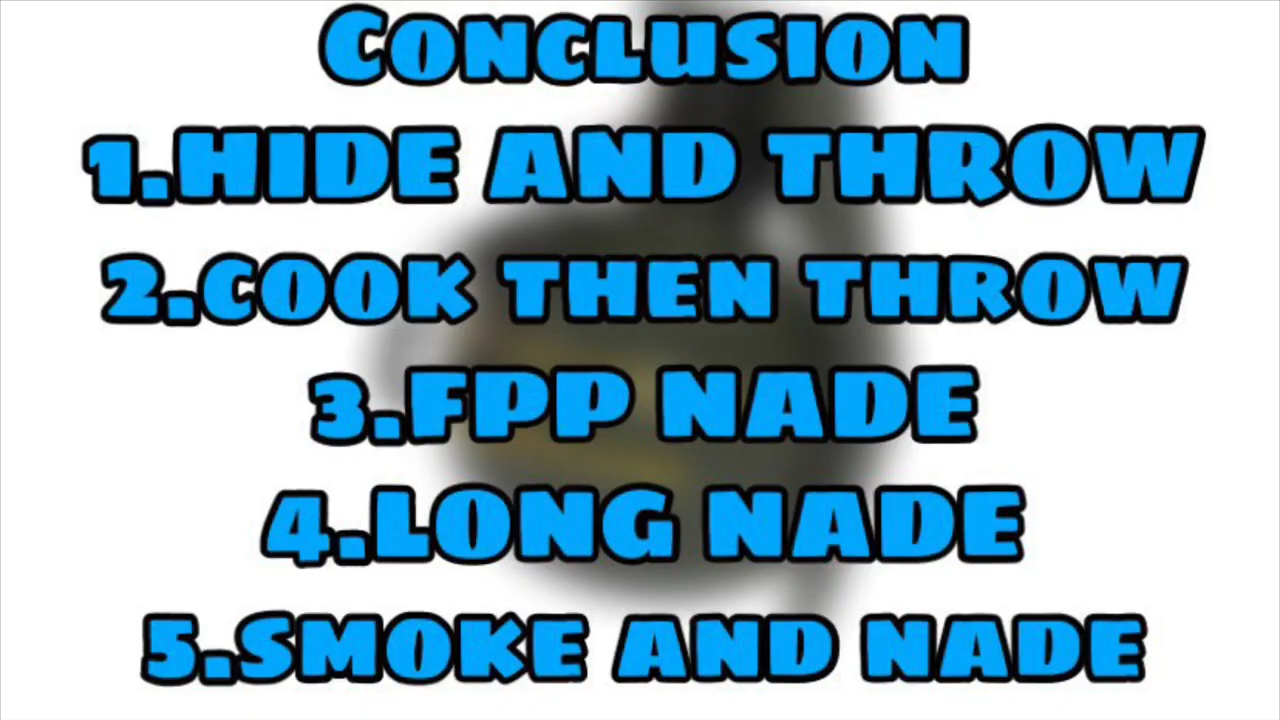 Conclusion
1.HIDE AND THROW
2.COOK THEN THROW
3.FPP NADE
4.LONG NADE
5.SMOKE AND NADE